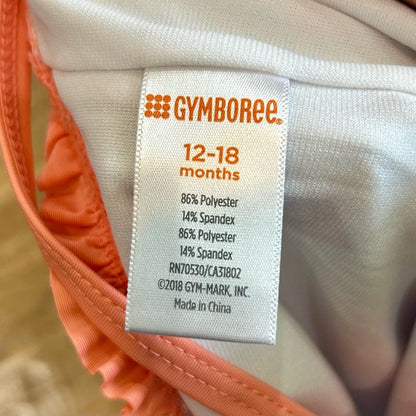 GYMBOREE®
12-18
months
86% Polyester
14% Spandex
86% Polyester
14% Spandex
RN70530/CA31802
©2018 GYM-MARK, INC.
Made in China